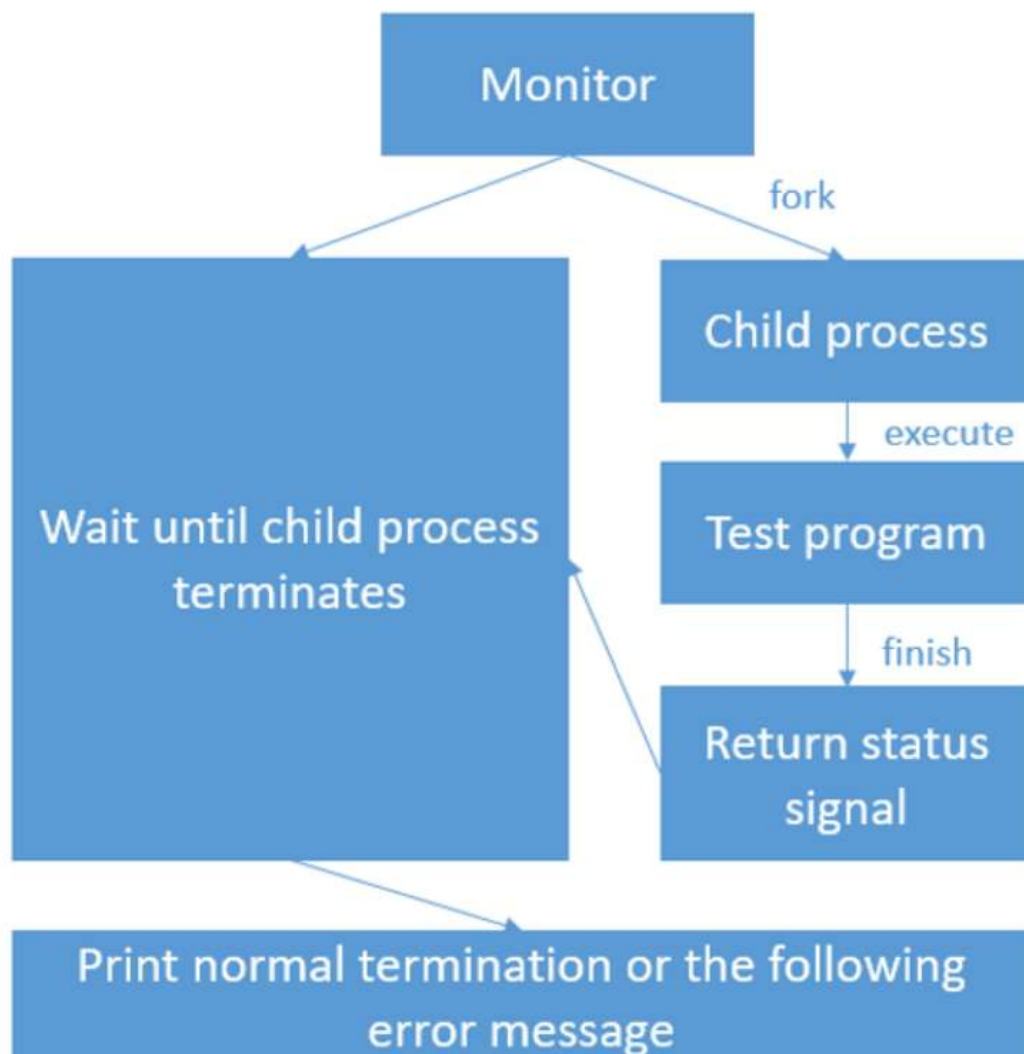 Monitor
fork
Child process
execute
Wait until child process
terminates
Test program
finish
Return status
signal
Print normal termination or the following
error message